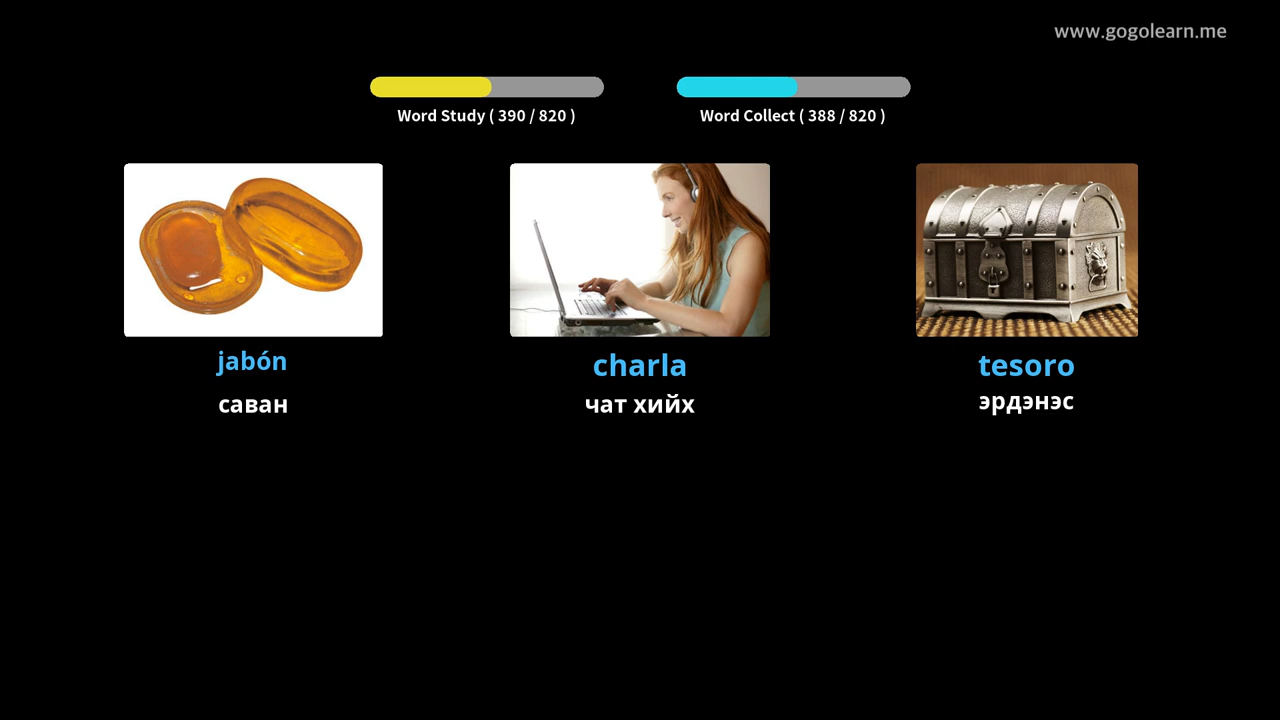 www.gogolearn.me
Word Study ( 390 / 820 )
Word Collect ( 388 / 820 )
jabón
charla
tesoro
саван
чат хийх
эрдэнэс